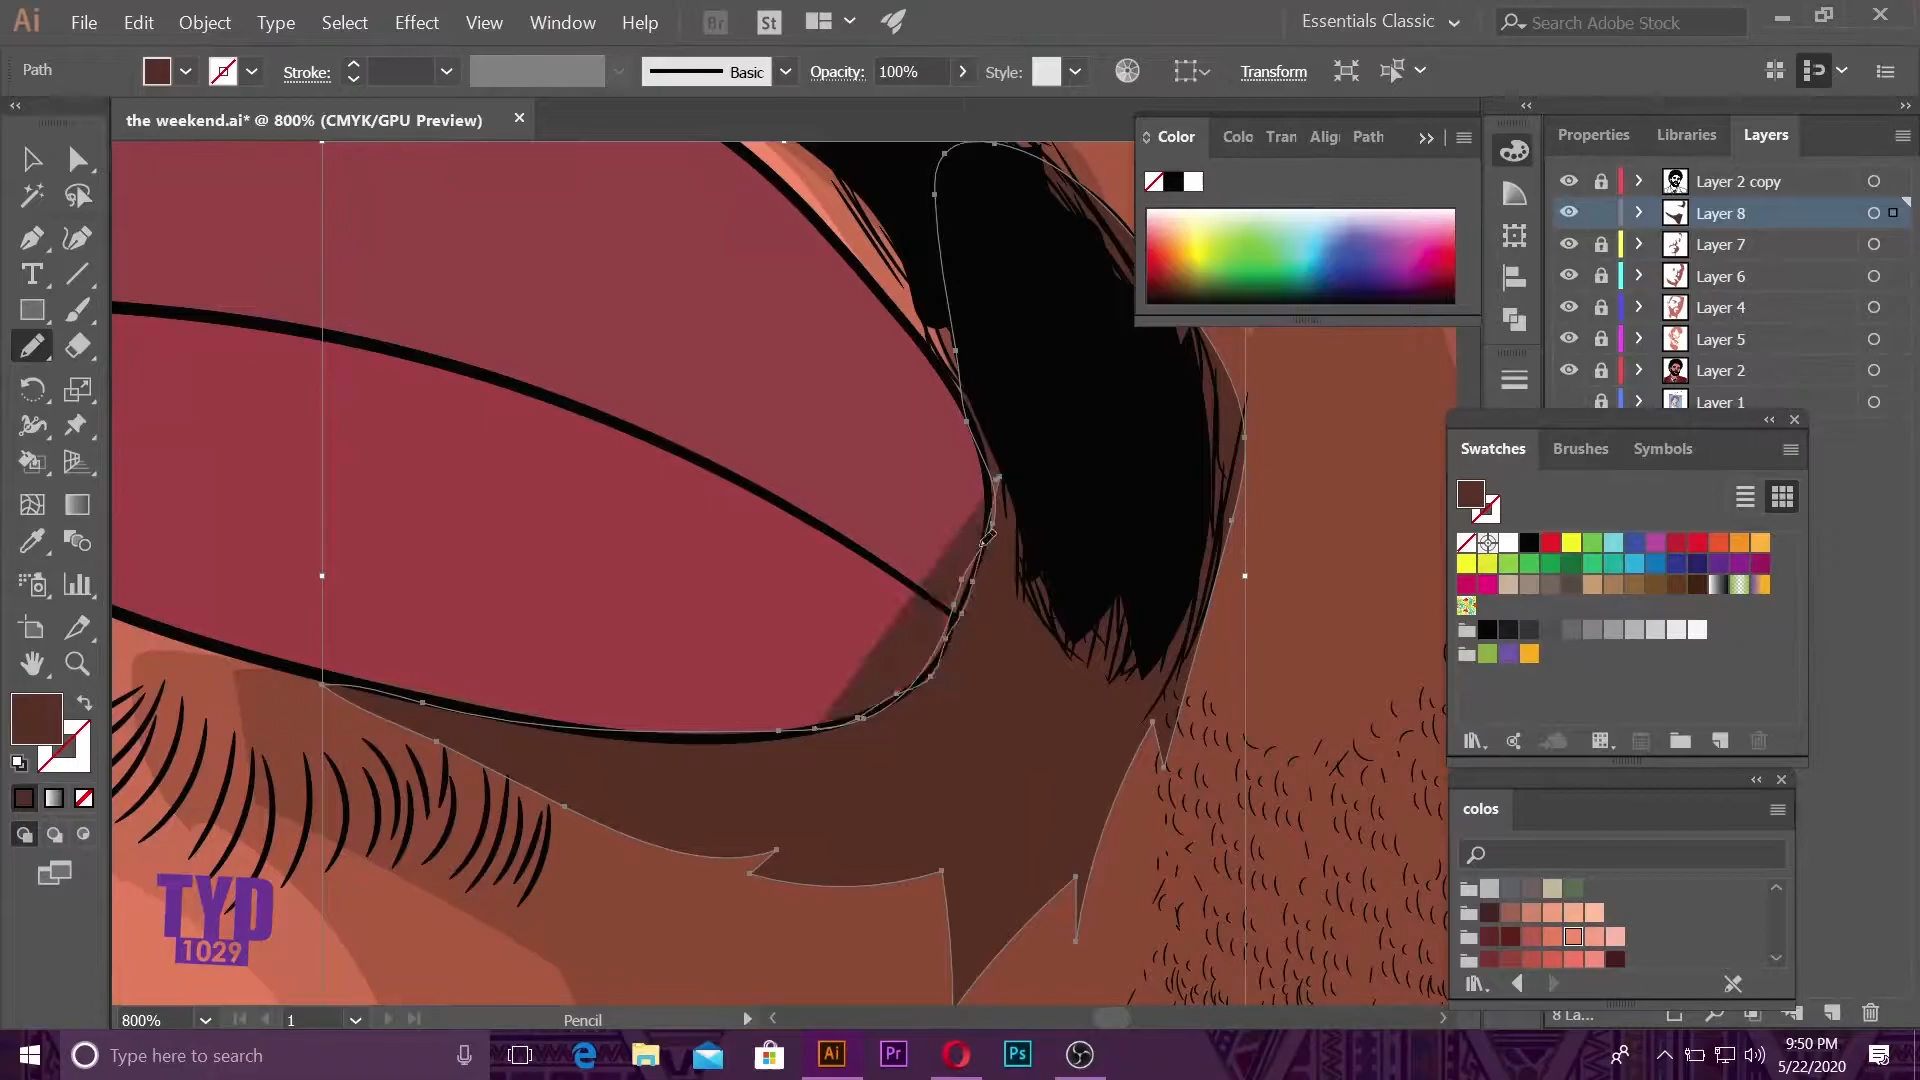 Ai File Edit Object Type Select Effect View Window Help Br St Essentials Classic Search Adobe Stock
Path Stroke: Basic Opacity: 100% Style: Transform
the weekend.ai* @ 800% (CMYK/GPU Preview)
Color Colo Tran Alig Path
Properties Libraries Layers
Layer 2 copy
Layer 8
Layer 7
Layer 6
Layer 4
Layer 5
Layer 2
Layer 1
Swatches Brushes Symbols
colos
TYD
1029
800% 1 Pencil
8 La...
Type here to search Ai Pr Ps
9:50 PM
5/22/2020